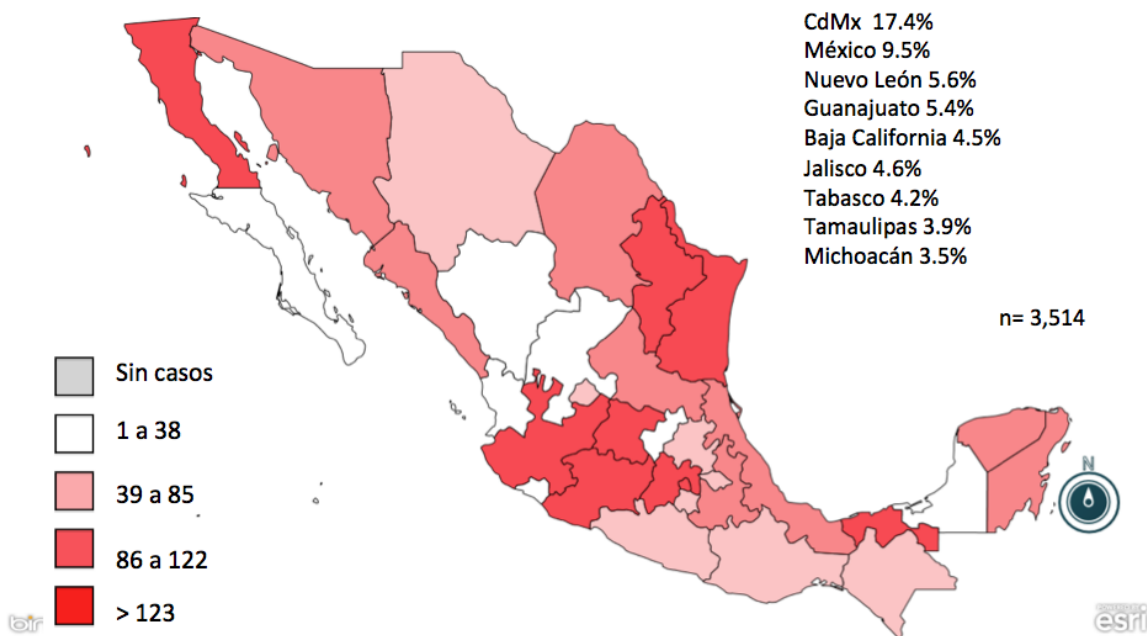 CdMx 17.4%
México 9.5%
Nuevo León 5.6%
Guanajuato 5.4%
Baja California 4.5%
Jalisco 4.6%
Tabasco 4.2%
Tamaulipas 3.9%
Michoacán 3.5%
n= 3,514
Sin casos
1 a 38
39 a 85
86 a 122
> 123
N
bir
esri